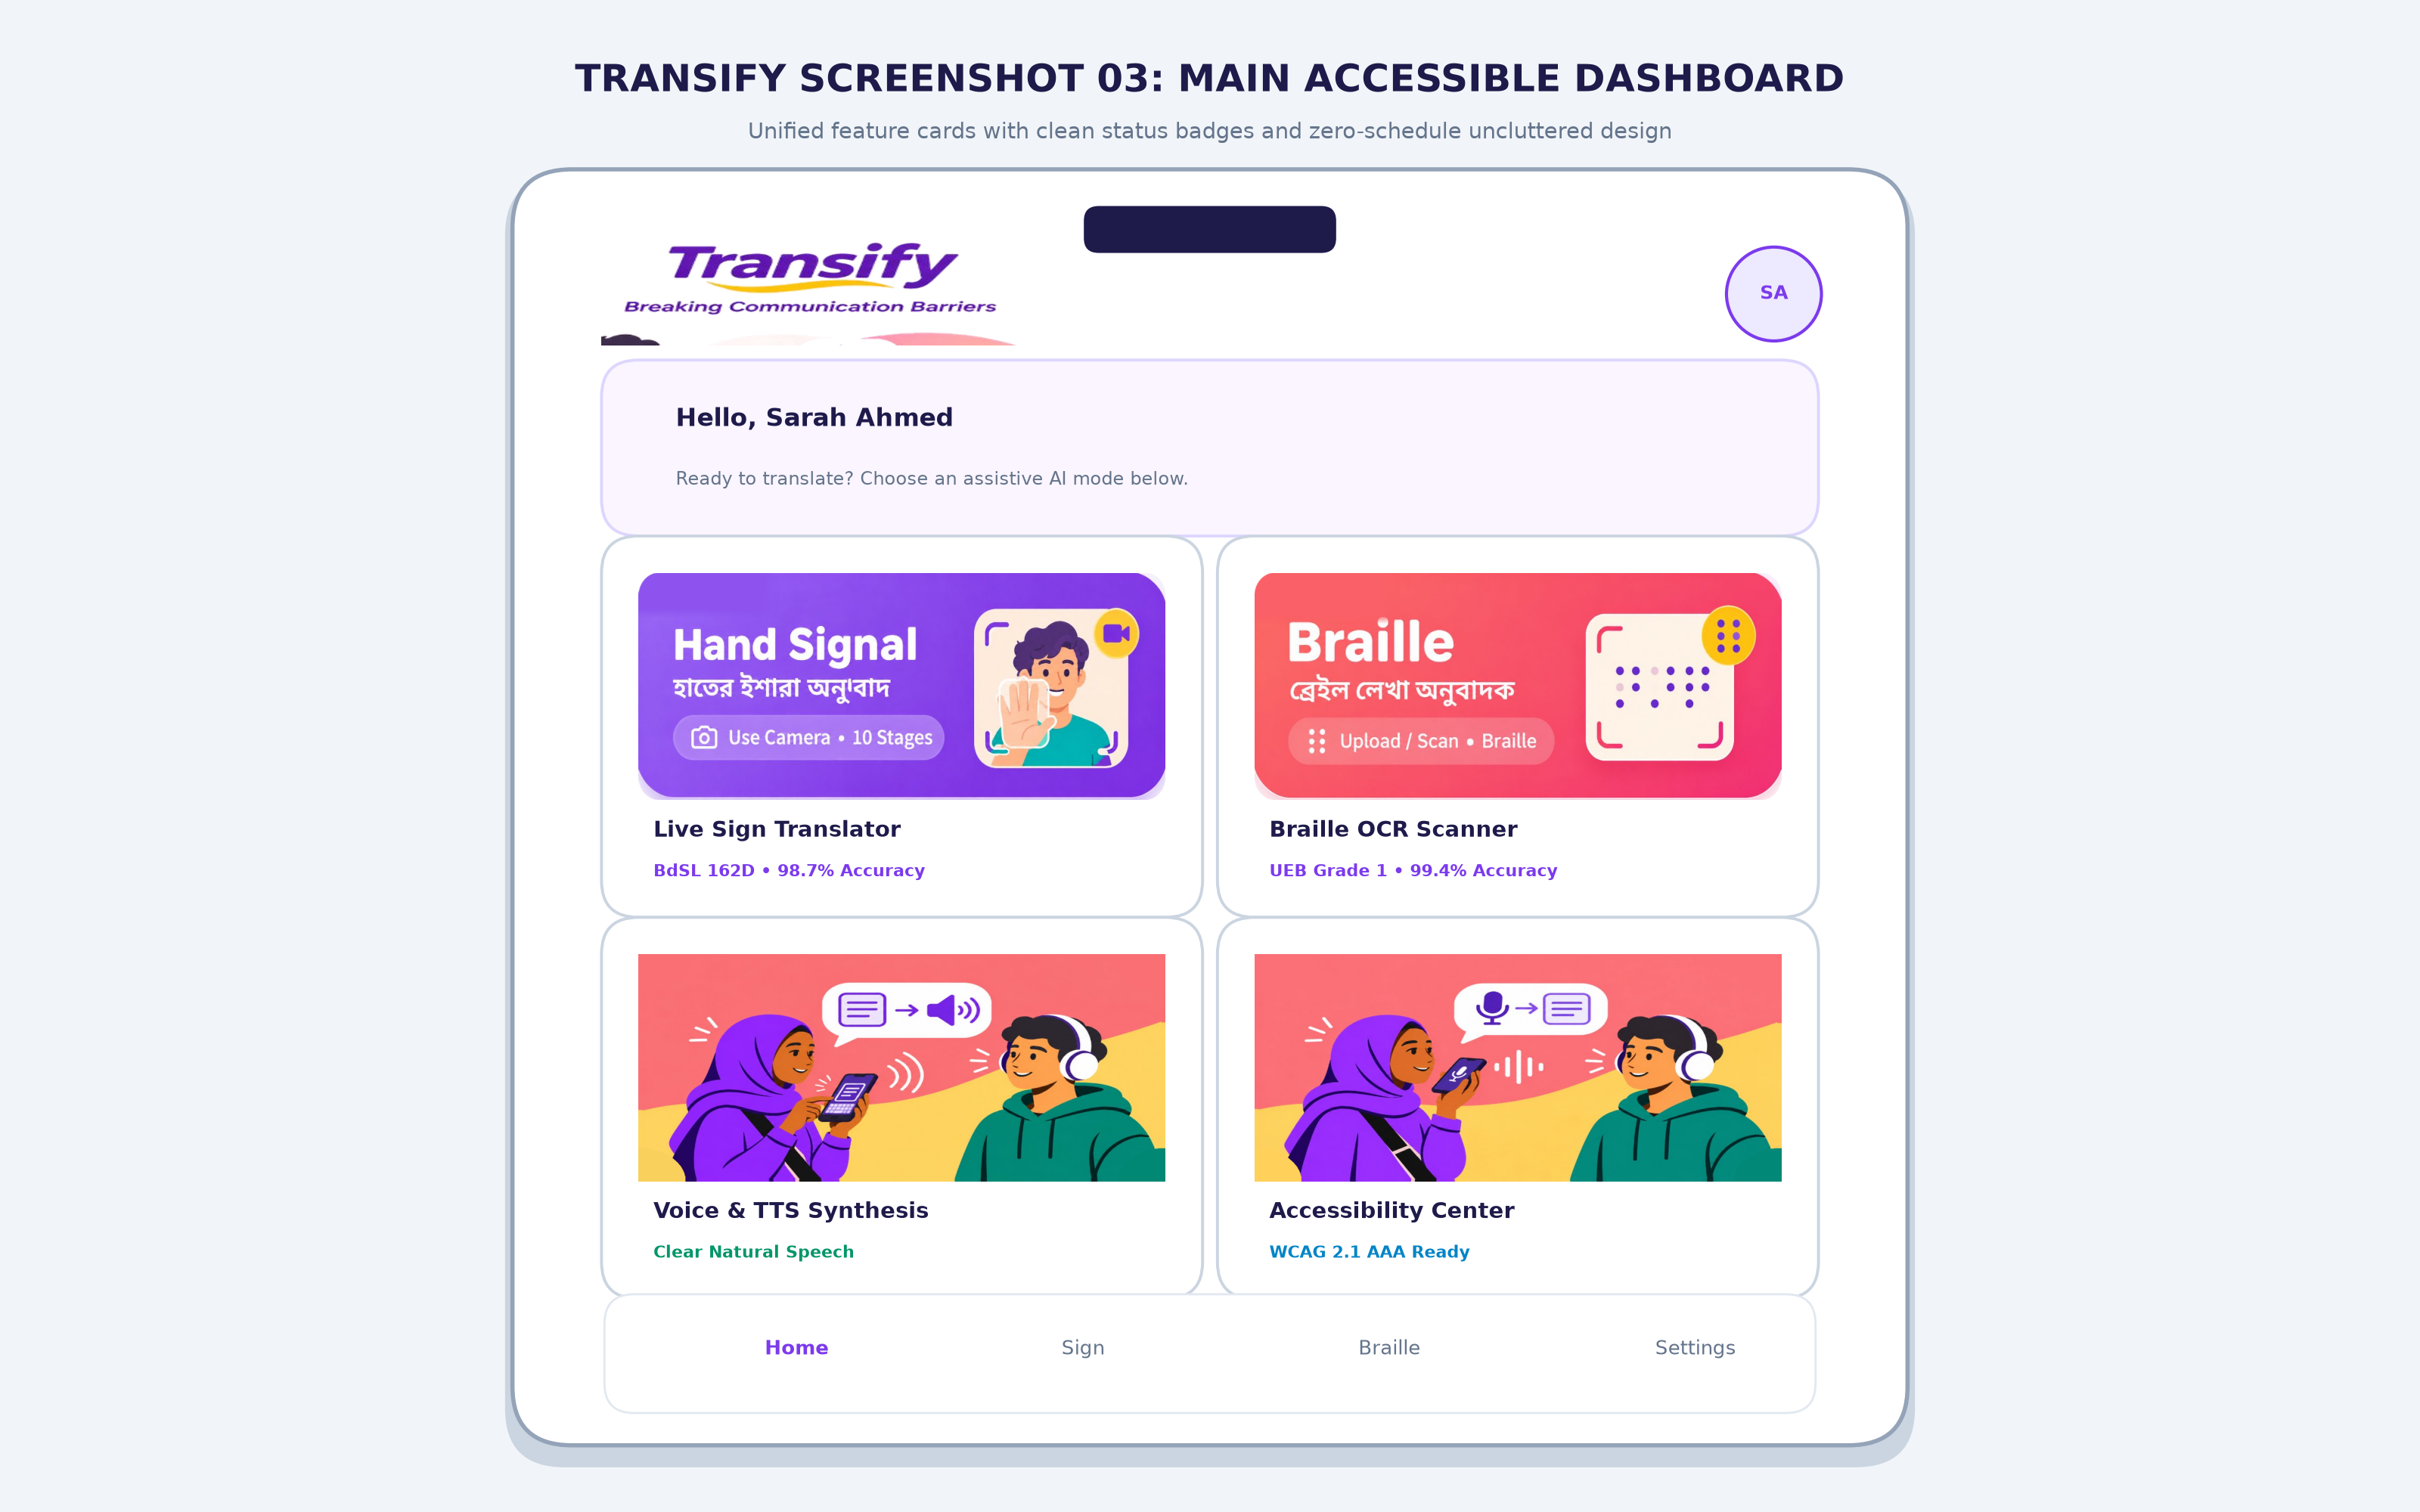 TRANSIFY SCREENSHOT 03: MAIN ACCESSIBLE DASHBOARD
Unified feature cards with clean status badges and zero-schedule uncluttered design
Transify
Breaking Communication Barriers
SA
Hello, Sarah Ahmed
Ready to translate? Choose an assistive AI mode below.
Hand Signal
হাতের ইশারা অনুবাদ
Use Camera • 10 Stages
Live Sign Translator
BdSL 162D • 98.7% Accuracy
Braille
ব্রেইল লেখা অনুবাদক
Upload / Scan • Braille
Braille OCR Scanner
UEB Grade 1 • 99.4% Accuracy
Voice & TTS Synthesis
Clear Natural Speech
Accessibility Center
WCAG 2.1 AAA Ready
Home
Sign
Braille
Settings